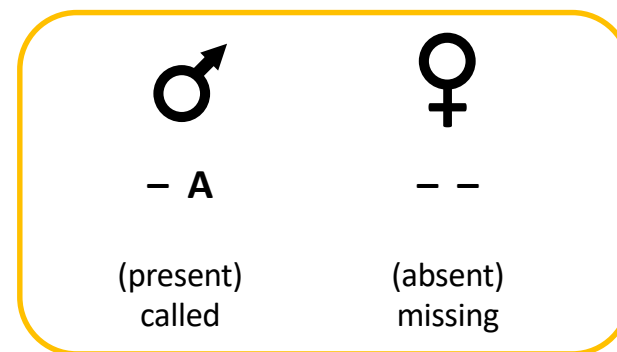 ♂ ♀
– A – –
(present) (absent)
called missing